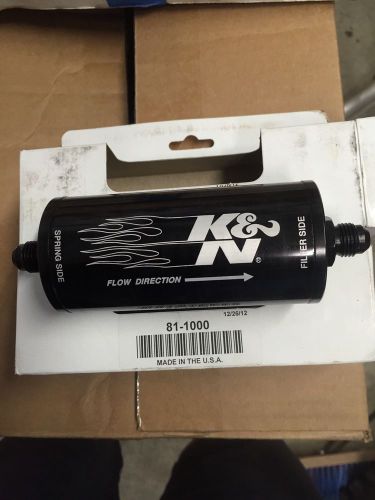 K&N®
SPRING SIDE
FILTER SIDE
FLOW DIRECTION
12/26/12
81-1000
MADE IN THE U.S.A.